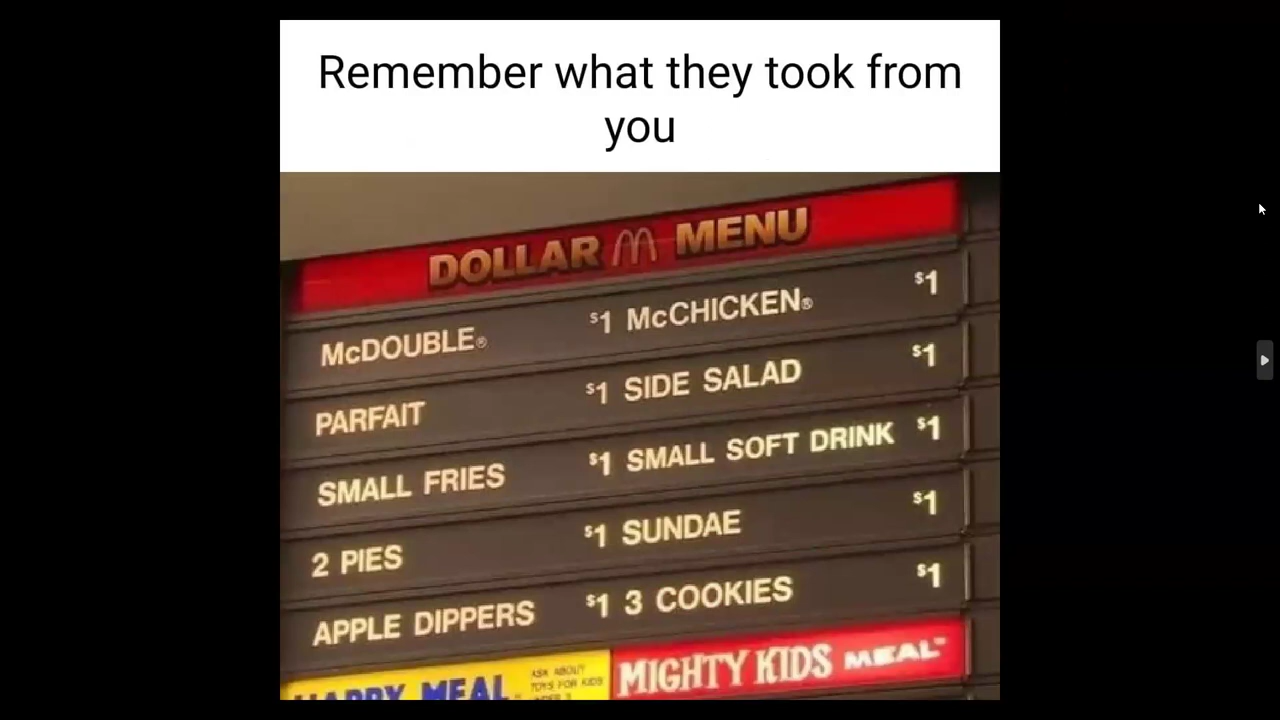 Remember what they took from
you
DOLLAR MENU
McDOUBLE® $1 McCHICKEN® $1
PARFAIT $1 SIDE SALAD $1
SMALL FRIES $1 SMALL SOFT DRINK $1
2 PIES $1 SUNDAE $1
APPLE DIPPERS $1 3 COOKIES $1
HAPPY MEAL ASK ABOUT
TOYS FOR KIDS
MIGHTY KIDS MEAL™